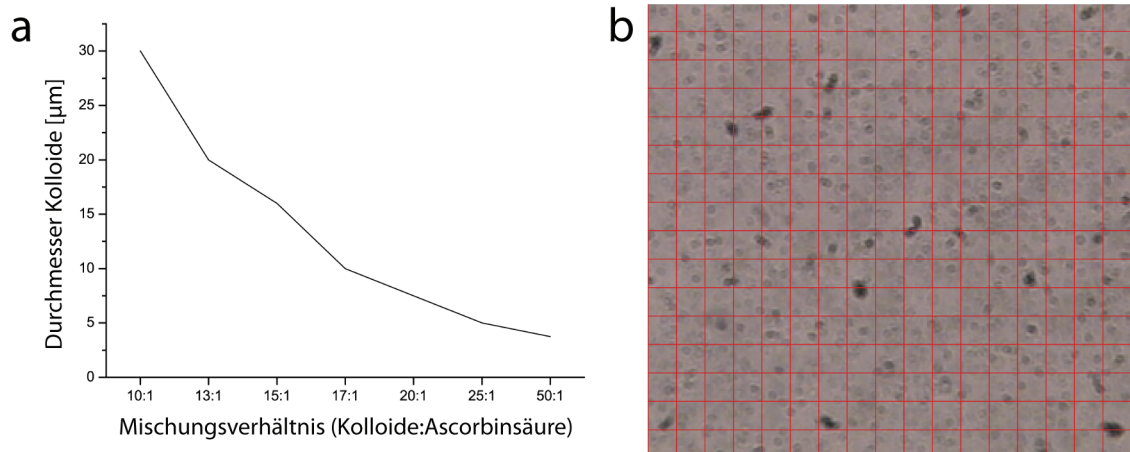 a
Durchmesser Kolloide [µm]
30
25
20
15
10
5
0
10:1 13:1 15:1 17:1 20:1 25:1 50:1
Mischungsverhältnis (Kolloide:Ascorbinsäure)
b